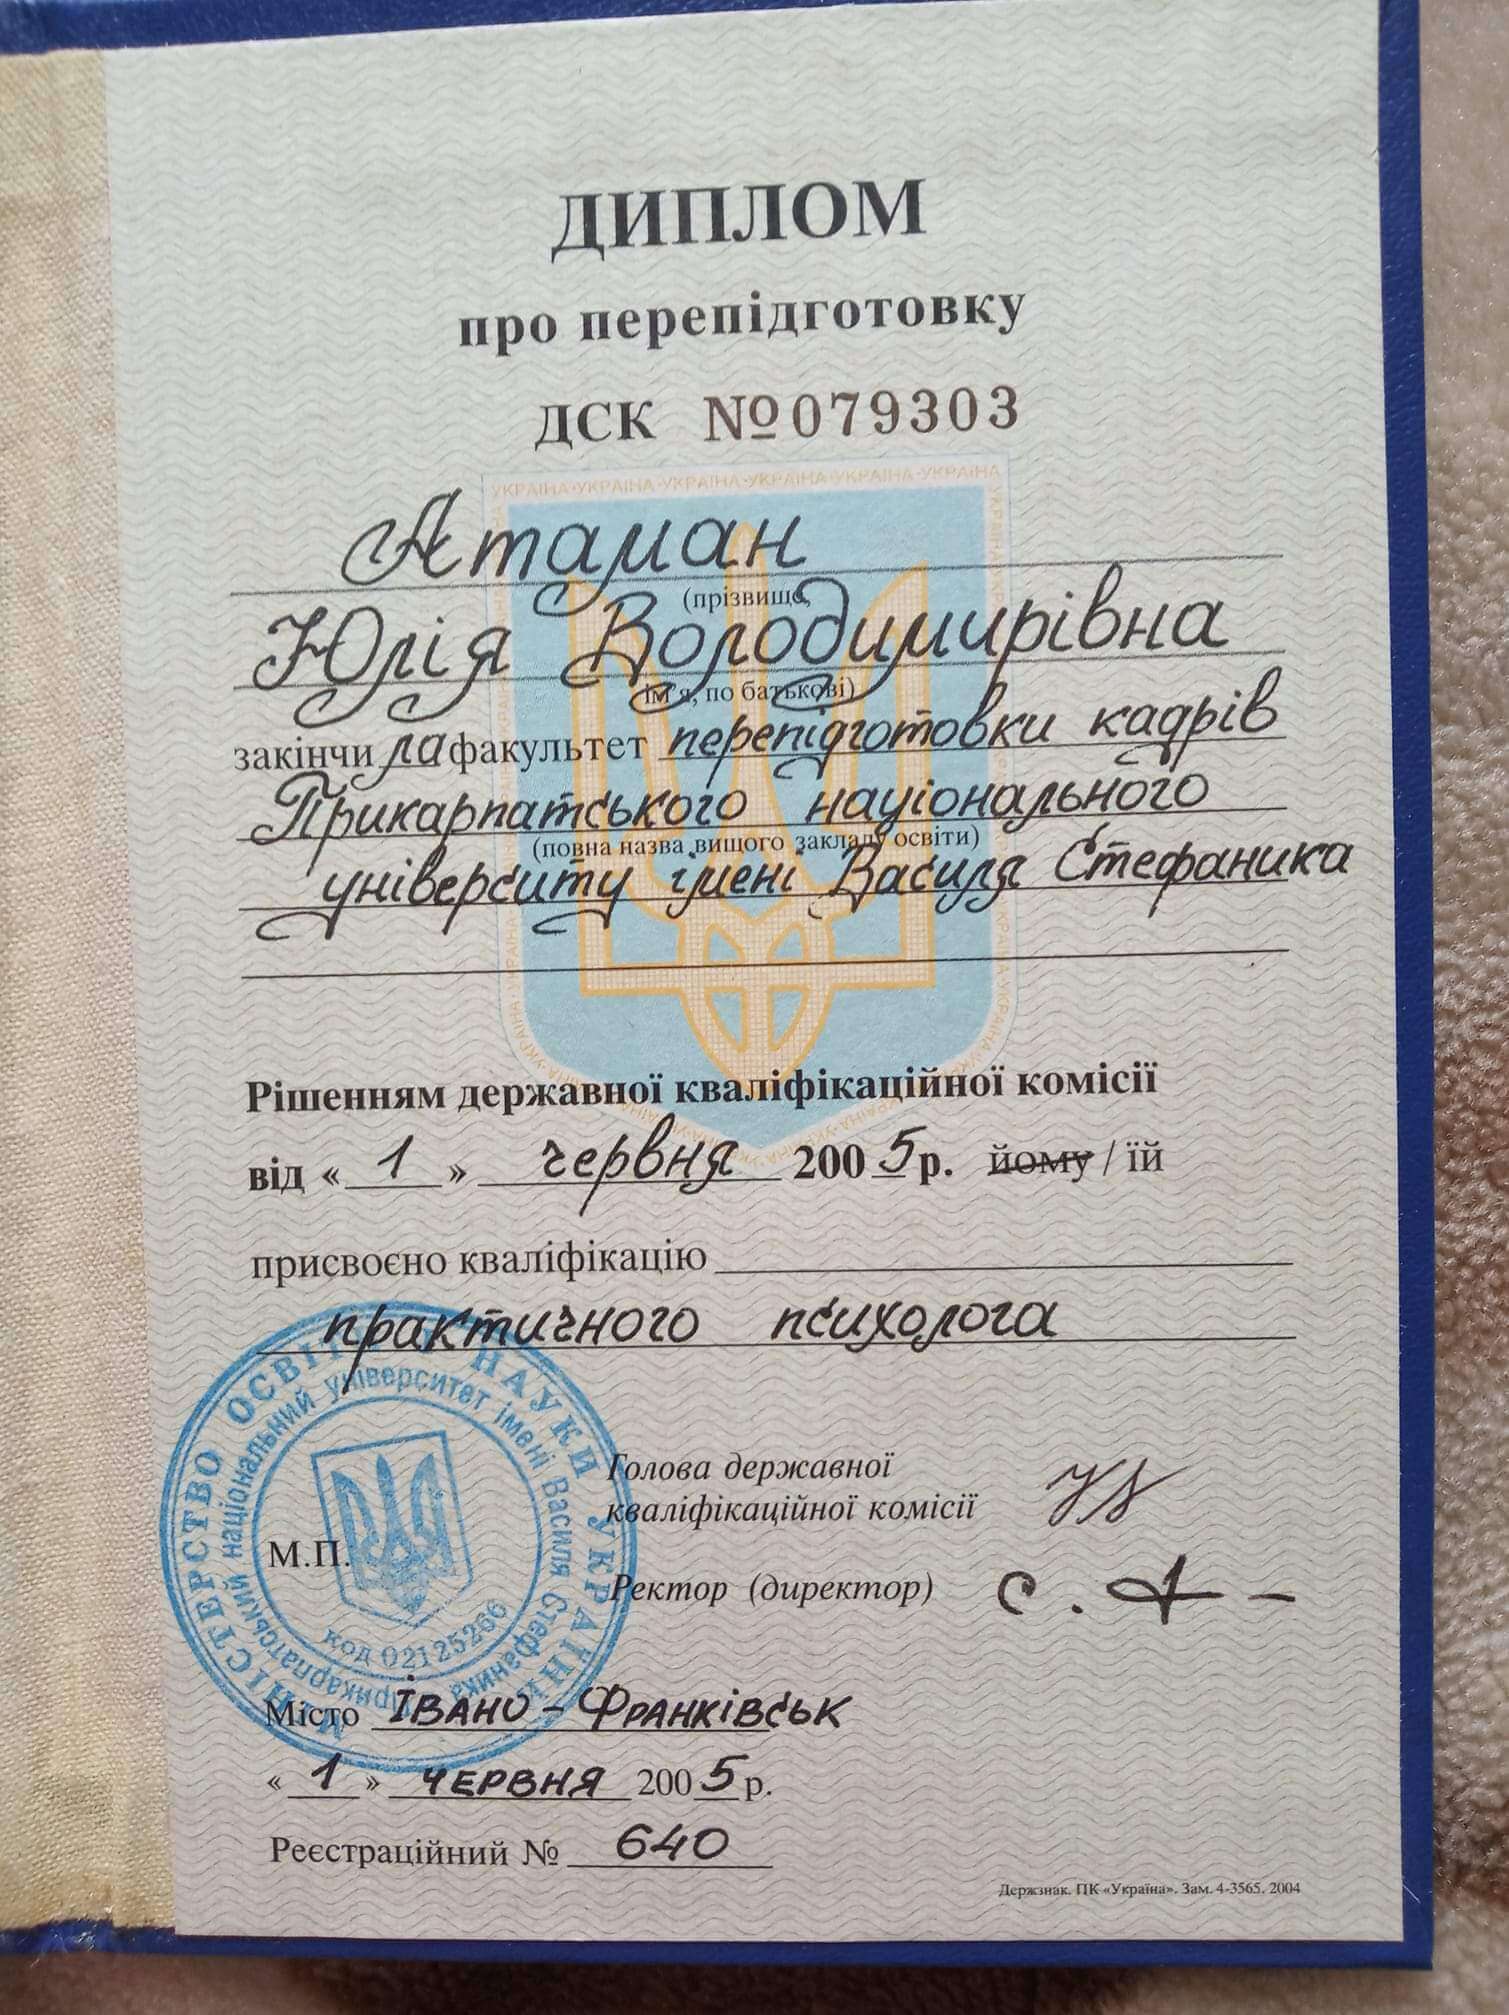 ДИПЛОМ
про перепідготовку
ДСК №079303
УКРАЇНА·УКРАЇНА·УКРАЇНА·УКРАЇНА·УКРАЇНА·УКРАЇНА
Атаман
(прізвище,
Юлія Володимирівна
ім'я, по батькові)
закінчила факультет перепідготовки кадрів
Прикарпатського національного
(повна назва вищого закладу освіти)
університу імені Василя Стефаника
Рішенням державної кваліфікаційної комісії
від « 1 » червня 2005 р. йому / їй
присвоєно кваліфікацію
практичного психолога
МІНІСТЕРСТВО ОСВІТИ І НАУКИ УКРАЇНИ
Прикарпатський національний університет імені Василя Стефаника
код 02125266
Голова державної
кваліфікаційної комісії
М.П.
Ректор (директор)
Місто Івано-Франківськ
« 1 » червня 2005 р.
Реєстраційний № 640
Держзнак. ПК «Україна». Зам. 4-3565. 2004